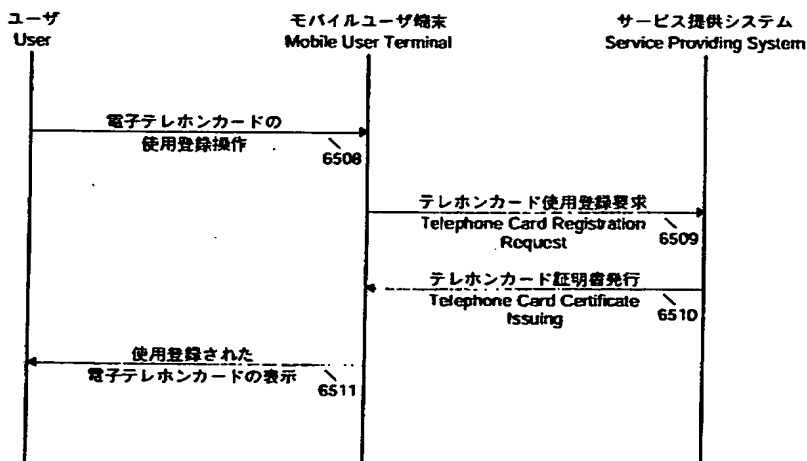 ユーザ
User
モバイルユーザ端末
Mobile User Terminal
サービス提供システム
Service Providing System
電子テレホンカードの
使用登録操作
6508
テレホンカード使用登録要求
Telephone Card Registration
Request
6509
テレホンカード証明書発行
Telephone Card Certificate
Issuing
6510
使用登録された
電子テレホンカードの表示
6511